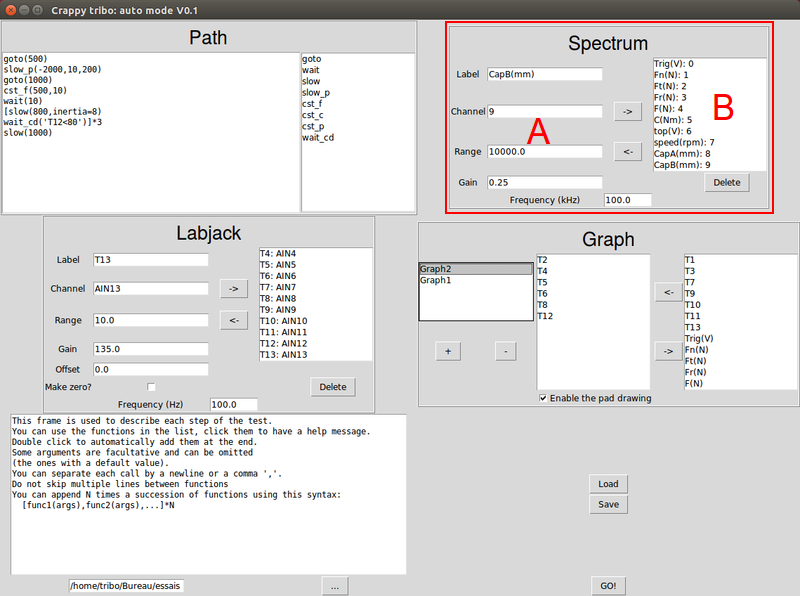 Crappy tribo: auto mode V0.1
Path
goto(500)
slow_p(-2000,10,200)
goto(1000)
cst_f(500,10)
wait(10)
[slow(800,inertia=8)
wait_cd('T12<80')]*3
slow(1000)
goto
wait
slow
slow_p
cst_f
cst_c
cst_p
wait_cd
Spectrum
Label CapB(mm)
Channel 9 ->
Range 10000.0 <-
Gain 0.25
A
Trig(V): 0
Fn(N): 1
Ft(N): 2
Fr(N): 3
F(N): 4
C(Nm): 5
top(V): 6
speed(rpm): 7
CapA(mm): 8
CapB(mm): 9
B
Delete
Frequency (kHz) 100.0
Labjack
Label T13
Channel AIN13 ->
Range 10.0 <-
Gain 135.0
Offset 0.0
Make zero?
T4: AIN4
T5: AIN5
T6: AIN6
T7: AIN7
T8: AIN8
T9: AIN9
T10: AIN10
T11: AIN11
T12: AIN12
T13: AIN13
Delete
Frequency (Hz) 100.0
Graph
Graph2
Graph1
+ -
T2
T4
T5
T6
T8
T12
<-
->
T1
T3
T7
T9
T10
T11
T13
Trig(V)
Fn(N)
Ft(N)
Fr(N)
F(N)
Enable the pad drawing
This frame is used to describe each step of the test.
You can use the functions in the list, click them to have a help message.
Double click to automatically add them at the end.
Some arguments are facultative and can be omitted
(the ones with a default value).
You can separate each call by a newline or a comma ','.
Do not skip multiple lines between functions
You can append N times a succession of functions using this syntax:
[func1(args),func2(args),...]*N
Load
Save
/home/tribo/Bureau/essais ...
GO!